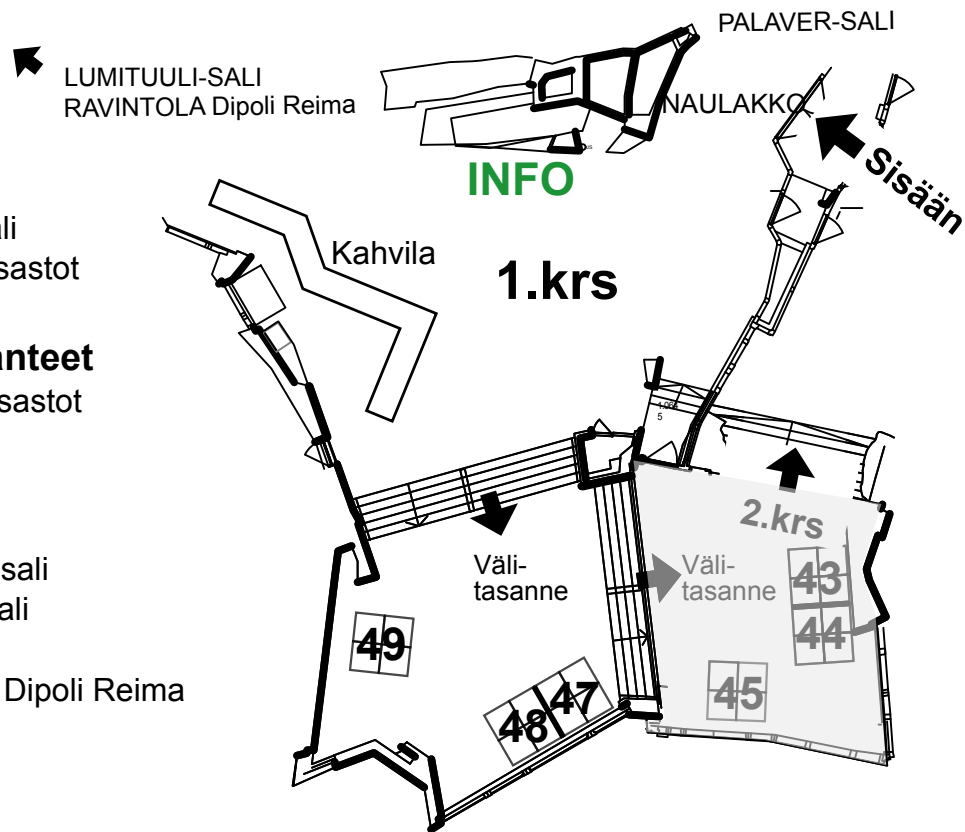 PALAVER-SALI
LUMITUULI-SALI
RAVINTOLA Dipoli Reima
NAULAKKO
Sisään
INFO
ali
sastot
Kahvila
1.krs
anteet
sastot
2.krs
Väli-
tasanne
Väli-
tasanne
sali
ali
43
44
49
45
Dipoli Reima
47
48